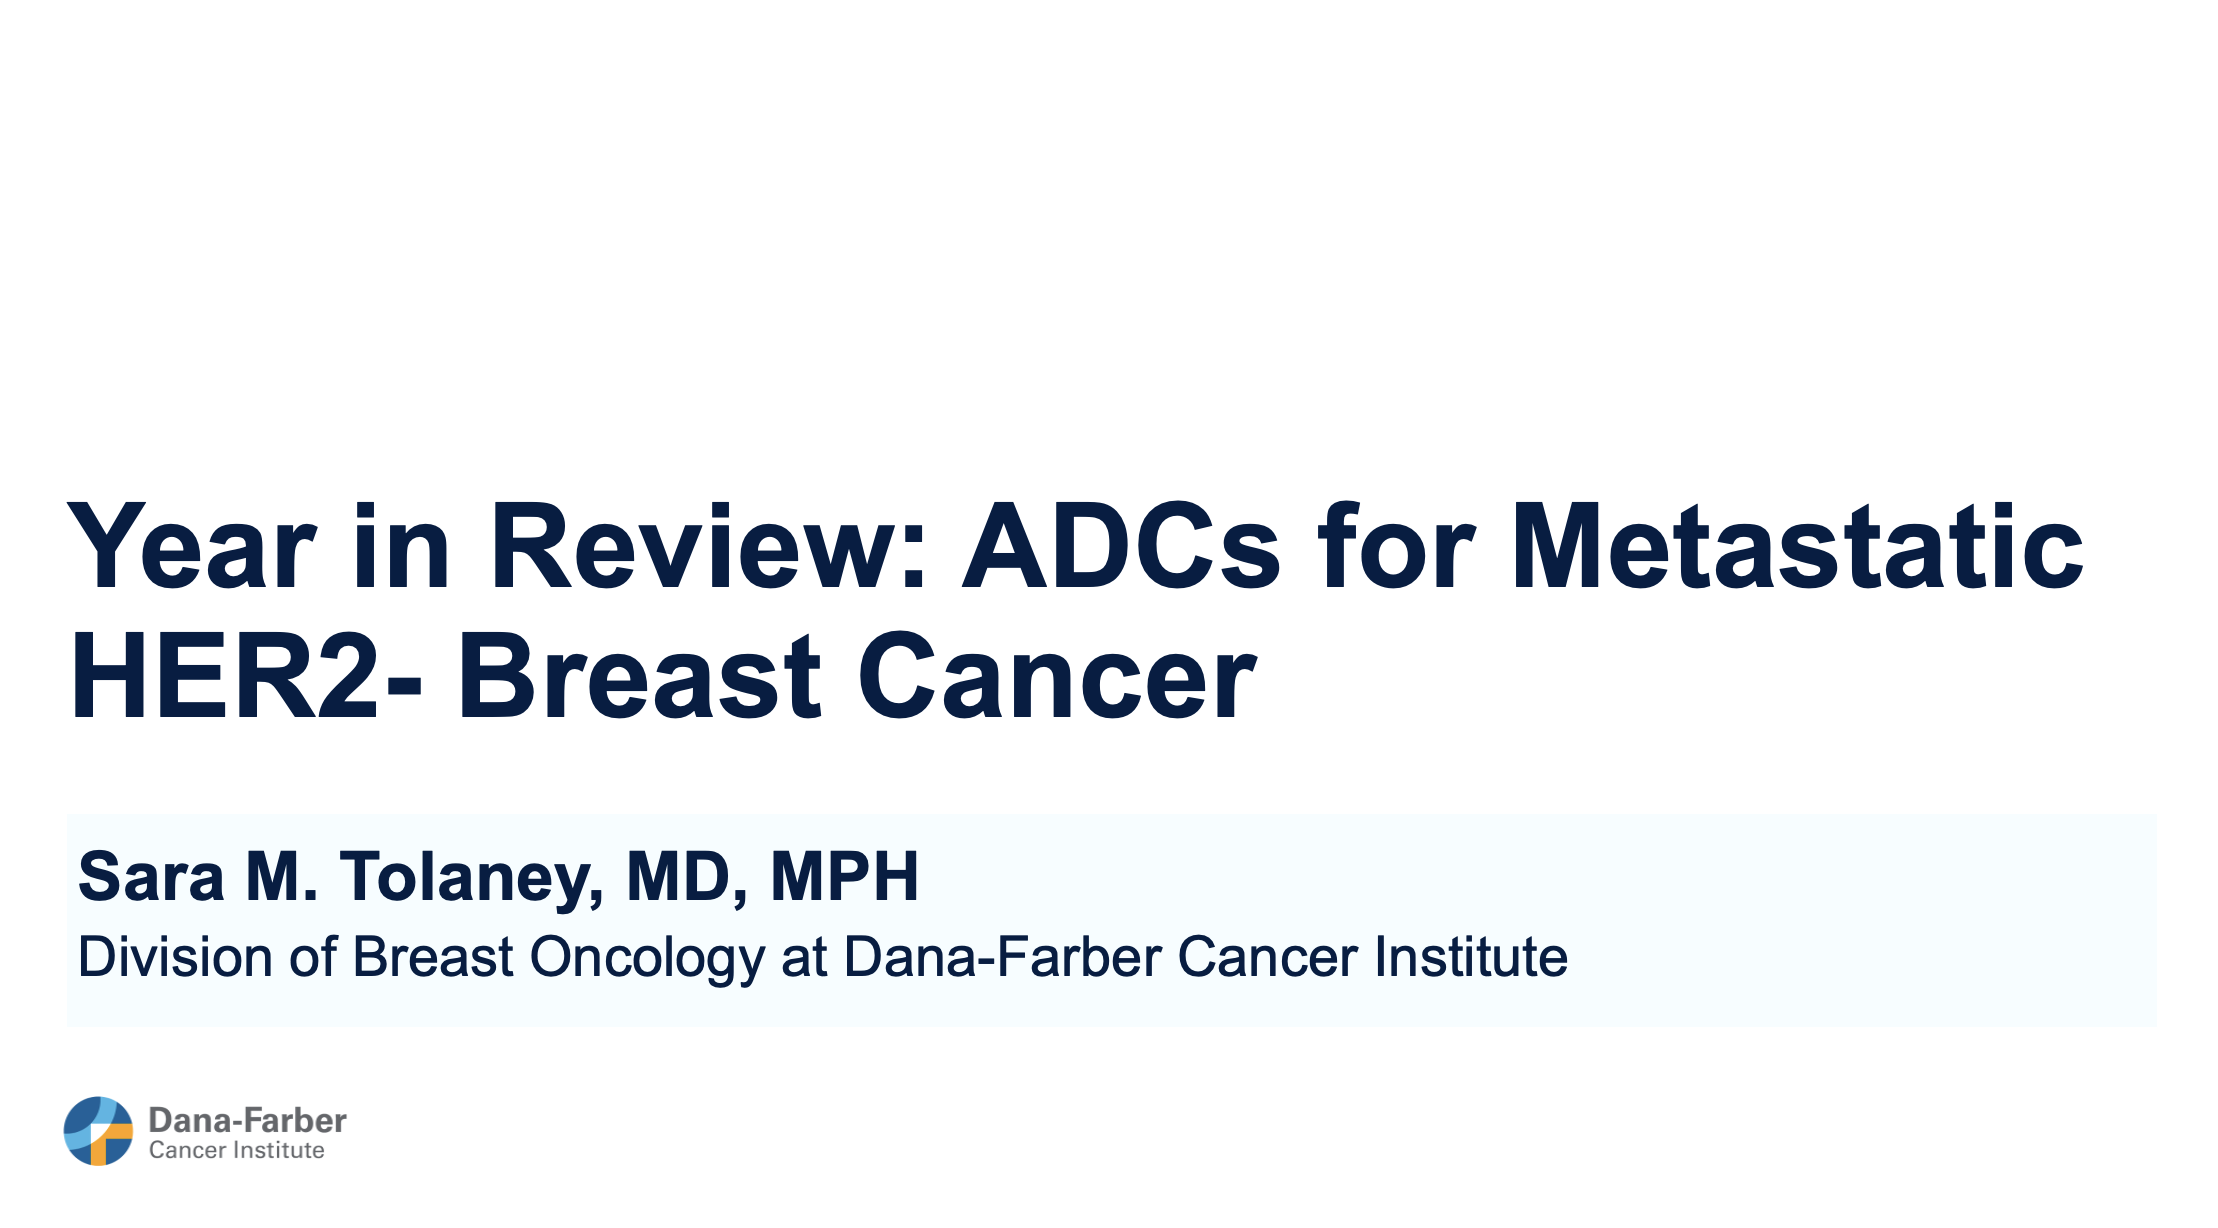 Year in Review: ADCs for Metastatic
HER2- Breast Cancer
Sara M. Tolaney, MD, MPH
Division of Breast Oncology at Dana-Farber Cancer Institute
Dana-Farber
Cancer Institute